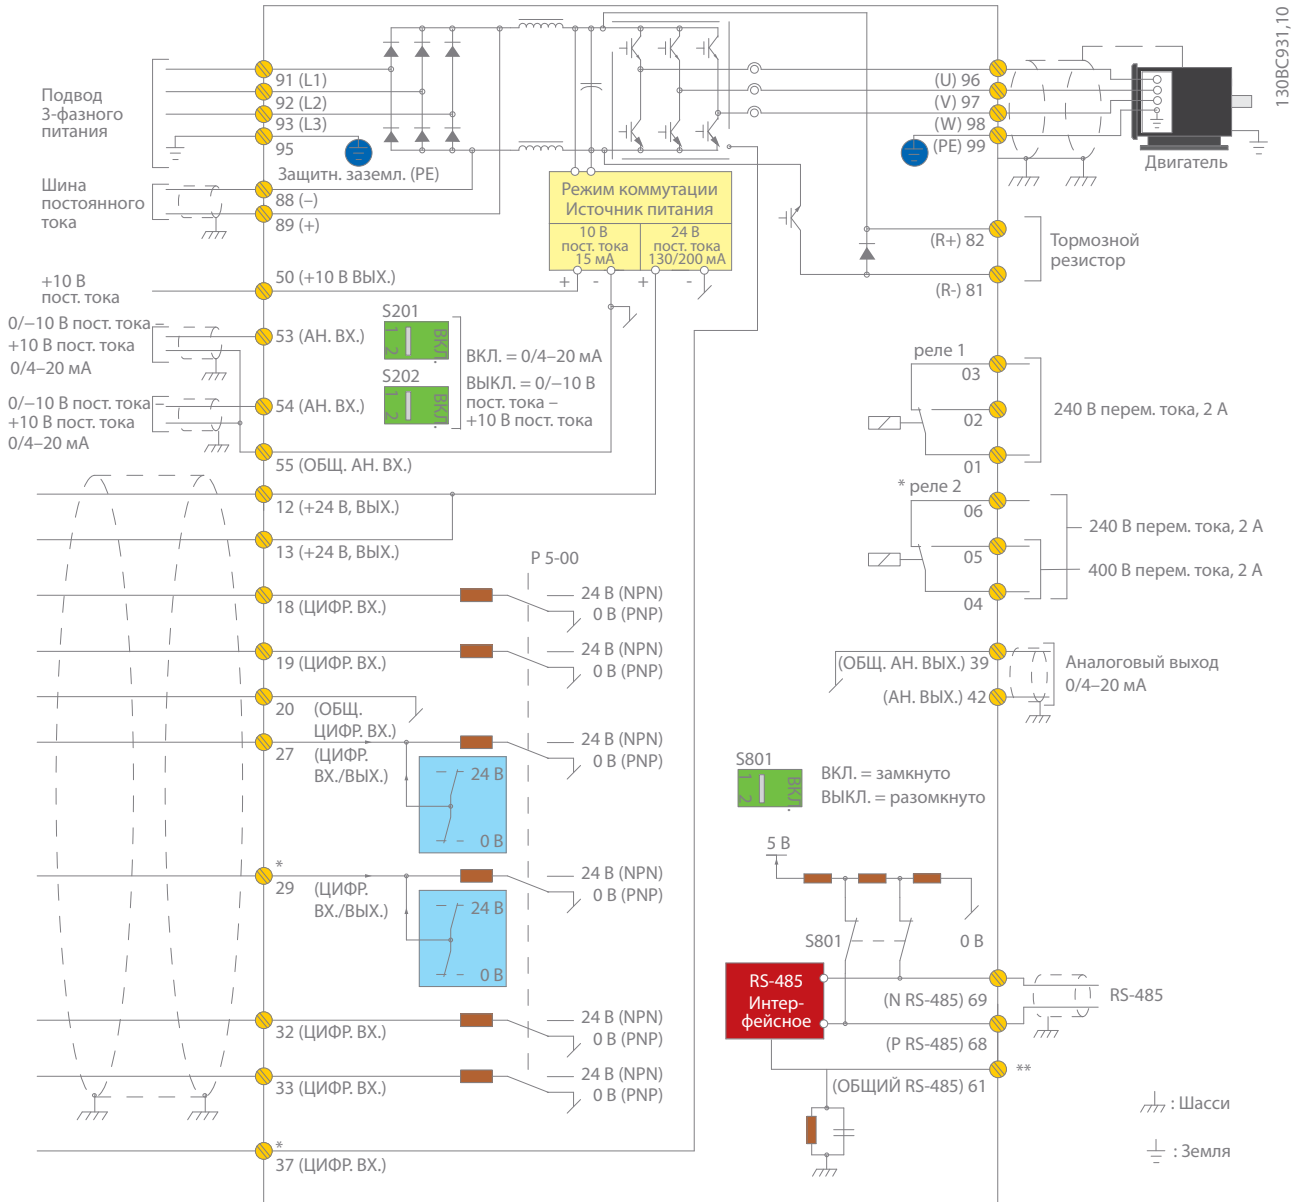 130BC931,10
Подвод
3-фазного
питания
91 (L1)
92 (L2)
93 (L3)
95
Защитн. заземл. (PE)
Шина
постоянного
тока
88 (–)
89 (+)
Режим коммутации
Источник питания
10 В
пост. тока
15 мА
24 В
пост. тока
130/200 мА
+ - + -
(U) 96
(V) 97
(W) 98
(PE) 99
Двигатель
(R+) 82
(R-) 81
Тормозной
резистор
+10 В
пост. тока
50 (+10 В ВЫХ.)
0/–10 В пост. тока –
+10 В пост. тока
0/4–20 мА
53 (АН. ВХ.)
S201
1 2
ВКЛ.
S202
1 2
ВКЛ.
ВКЛ. = 0/4–20 мА
ВЫКЛ. = 0/–10 В
пост. тока –
+10 В пост. тока
0/–10 В пост. тока –
+10 В пост. тока
0/4–20 мА
54 (АН. ВХ.)
55 (ОБЩ. АН. ВХ.)
12 (+24 В, ВЫХ.)
13 (+24 В, ВЫХ.)
P 5-00
18 (ЦИФР. ВХ.)
24 В (NPN)
0 В (PNP)
19 (ЦИФР. ВХ.)
24 В (NPN)
0 В (PNP)
20 (ОБЩ.
ЦИФР. ВХ.)
27 (ЦИФР.
ВХ./ВЫХ.)
24 В (NPN)
0 В (PNP)
24 В
0 В
*
29 (ЦИФР.
ВХ./ВЫХ.)
24 В (NPN)
0 В (PNP)
24 В
0 В
32 (ЦИФР. ВХ.)
24 В (NPN)
0 В (PNP)
33 (ЦИФР. ВХ.)
24 В (NPN)
0 В (PNP)
*
37 (ЦИФР. ВХ.)
реле 1
03
02
01
240 В перем. тока, 2 А
* реле 2
06
05
04
240 В перем. тока, 2 А
400 В перем. тока, 2 А
(ОБЩ. АН. ВЫХ.) 39
(АН. ВЫХ.) 42
Аналоговый выход
0/4–20 мА
S801
1 2
ВКЛ.
ВКЛ. = замкнуто
ВЫКЛ. = разомкнуто
5 В
S801
0 В
RS-485
Интер-
фейсное
(N RS-485) 69
(P RS-485) 68
RS-485
(ОБЩИЙ RS-485) 61
**
: Шасси
: Земля